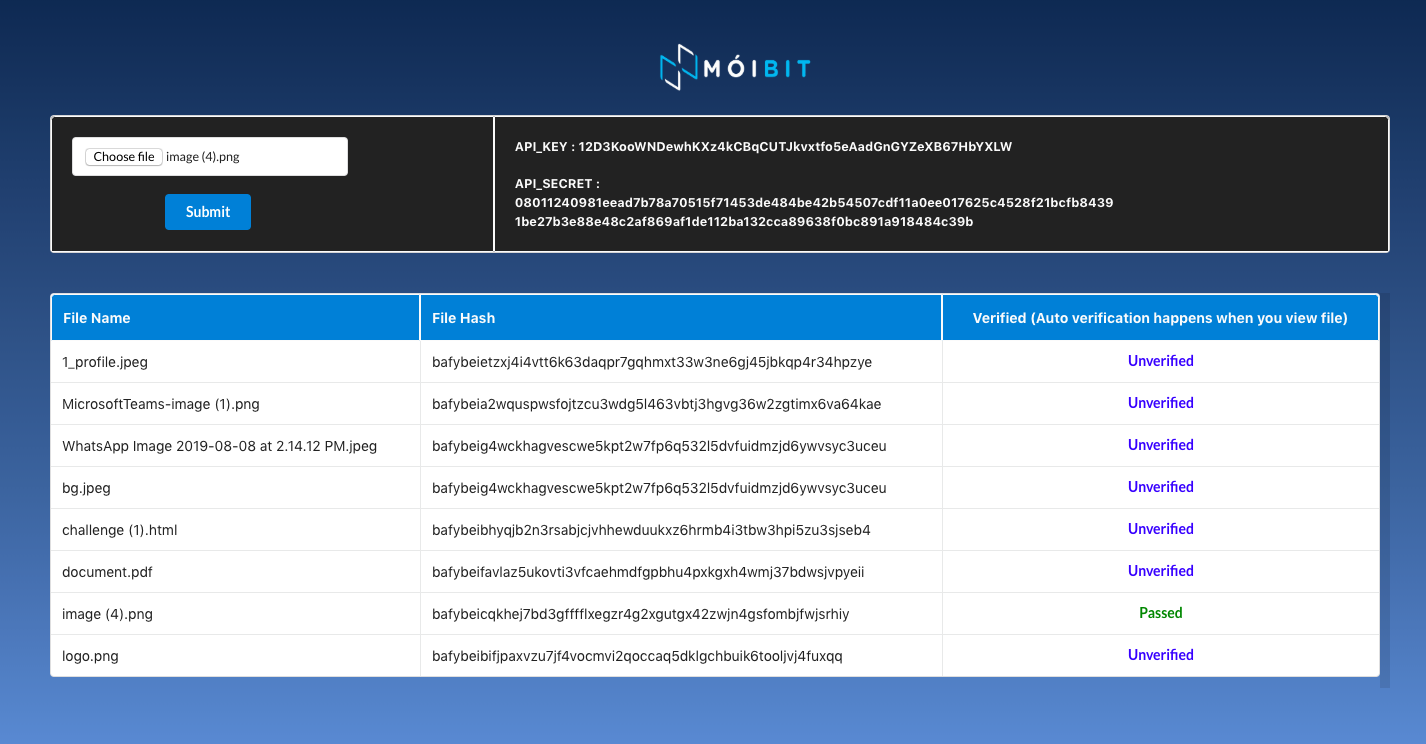 MÓIBIT
Choose file image (4).png
Submit
API_KEY : 12D3KooWNDewhKXz4kCBqCUTJkvxtfo5eAadGnGYZeXB67HbYXLW
API_SECRET :
08011240981eead7b78a70515f71453de484be42b54507cdf11a0ee017625c4528f21bcfb8439
1be27b3e88e48c2af869af1de112ba132cca89638f0bc891a918484c39b
File Name File Hash Verified (Auto verification happens when you view file)
1_profile.jpeg bafybeietzxj4i4vtt6k63daqpr7gqhmxt33w3ne6gj45jbkqp4r34hpzye Unverified
MicrosoftTeams-image (1).png bafybeia2wquspwsfojtzcu3wdg5l463vbtj3hgvg36w2zgtimx6va64kae Unverified
WhatsApp Image 2019-08-08 at 2.14.12 PM.jpeg bafybeig4wckhagvescwe5kpt2w7fp6q532l5dvfuidmzjd6ywvsyc3uceu Unverified
bg.jpeg bafybeig4wckhagvescwe5kpt2w7fp6q532l5dvfuidmzjd6ywvsyc3uceu Unverified
challenge (1).html bafybeibhyqjb2n3rsabjcjvhhewduukxz6hrmb4i3tbw3hpi5zu3sjseb4 Unverified
document.pdf bafybeifavlaz5ukovti3vfcaehmdfgpbhu4pxkgxh4wmj37bdwsjvpyeii Unverified
image (4).png bafybeicqkhej7bd3gfffflxegzr4g2xgutgx42zwjn4gsfombjfwjsrhiy Passed
logo.png bafybeibifjpaxvzu7jf4vocmvi2qoccaq5dklgchbuik6tooljvj4fuxqq Unverified